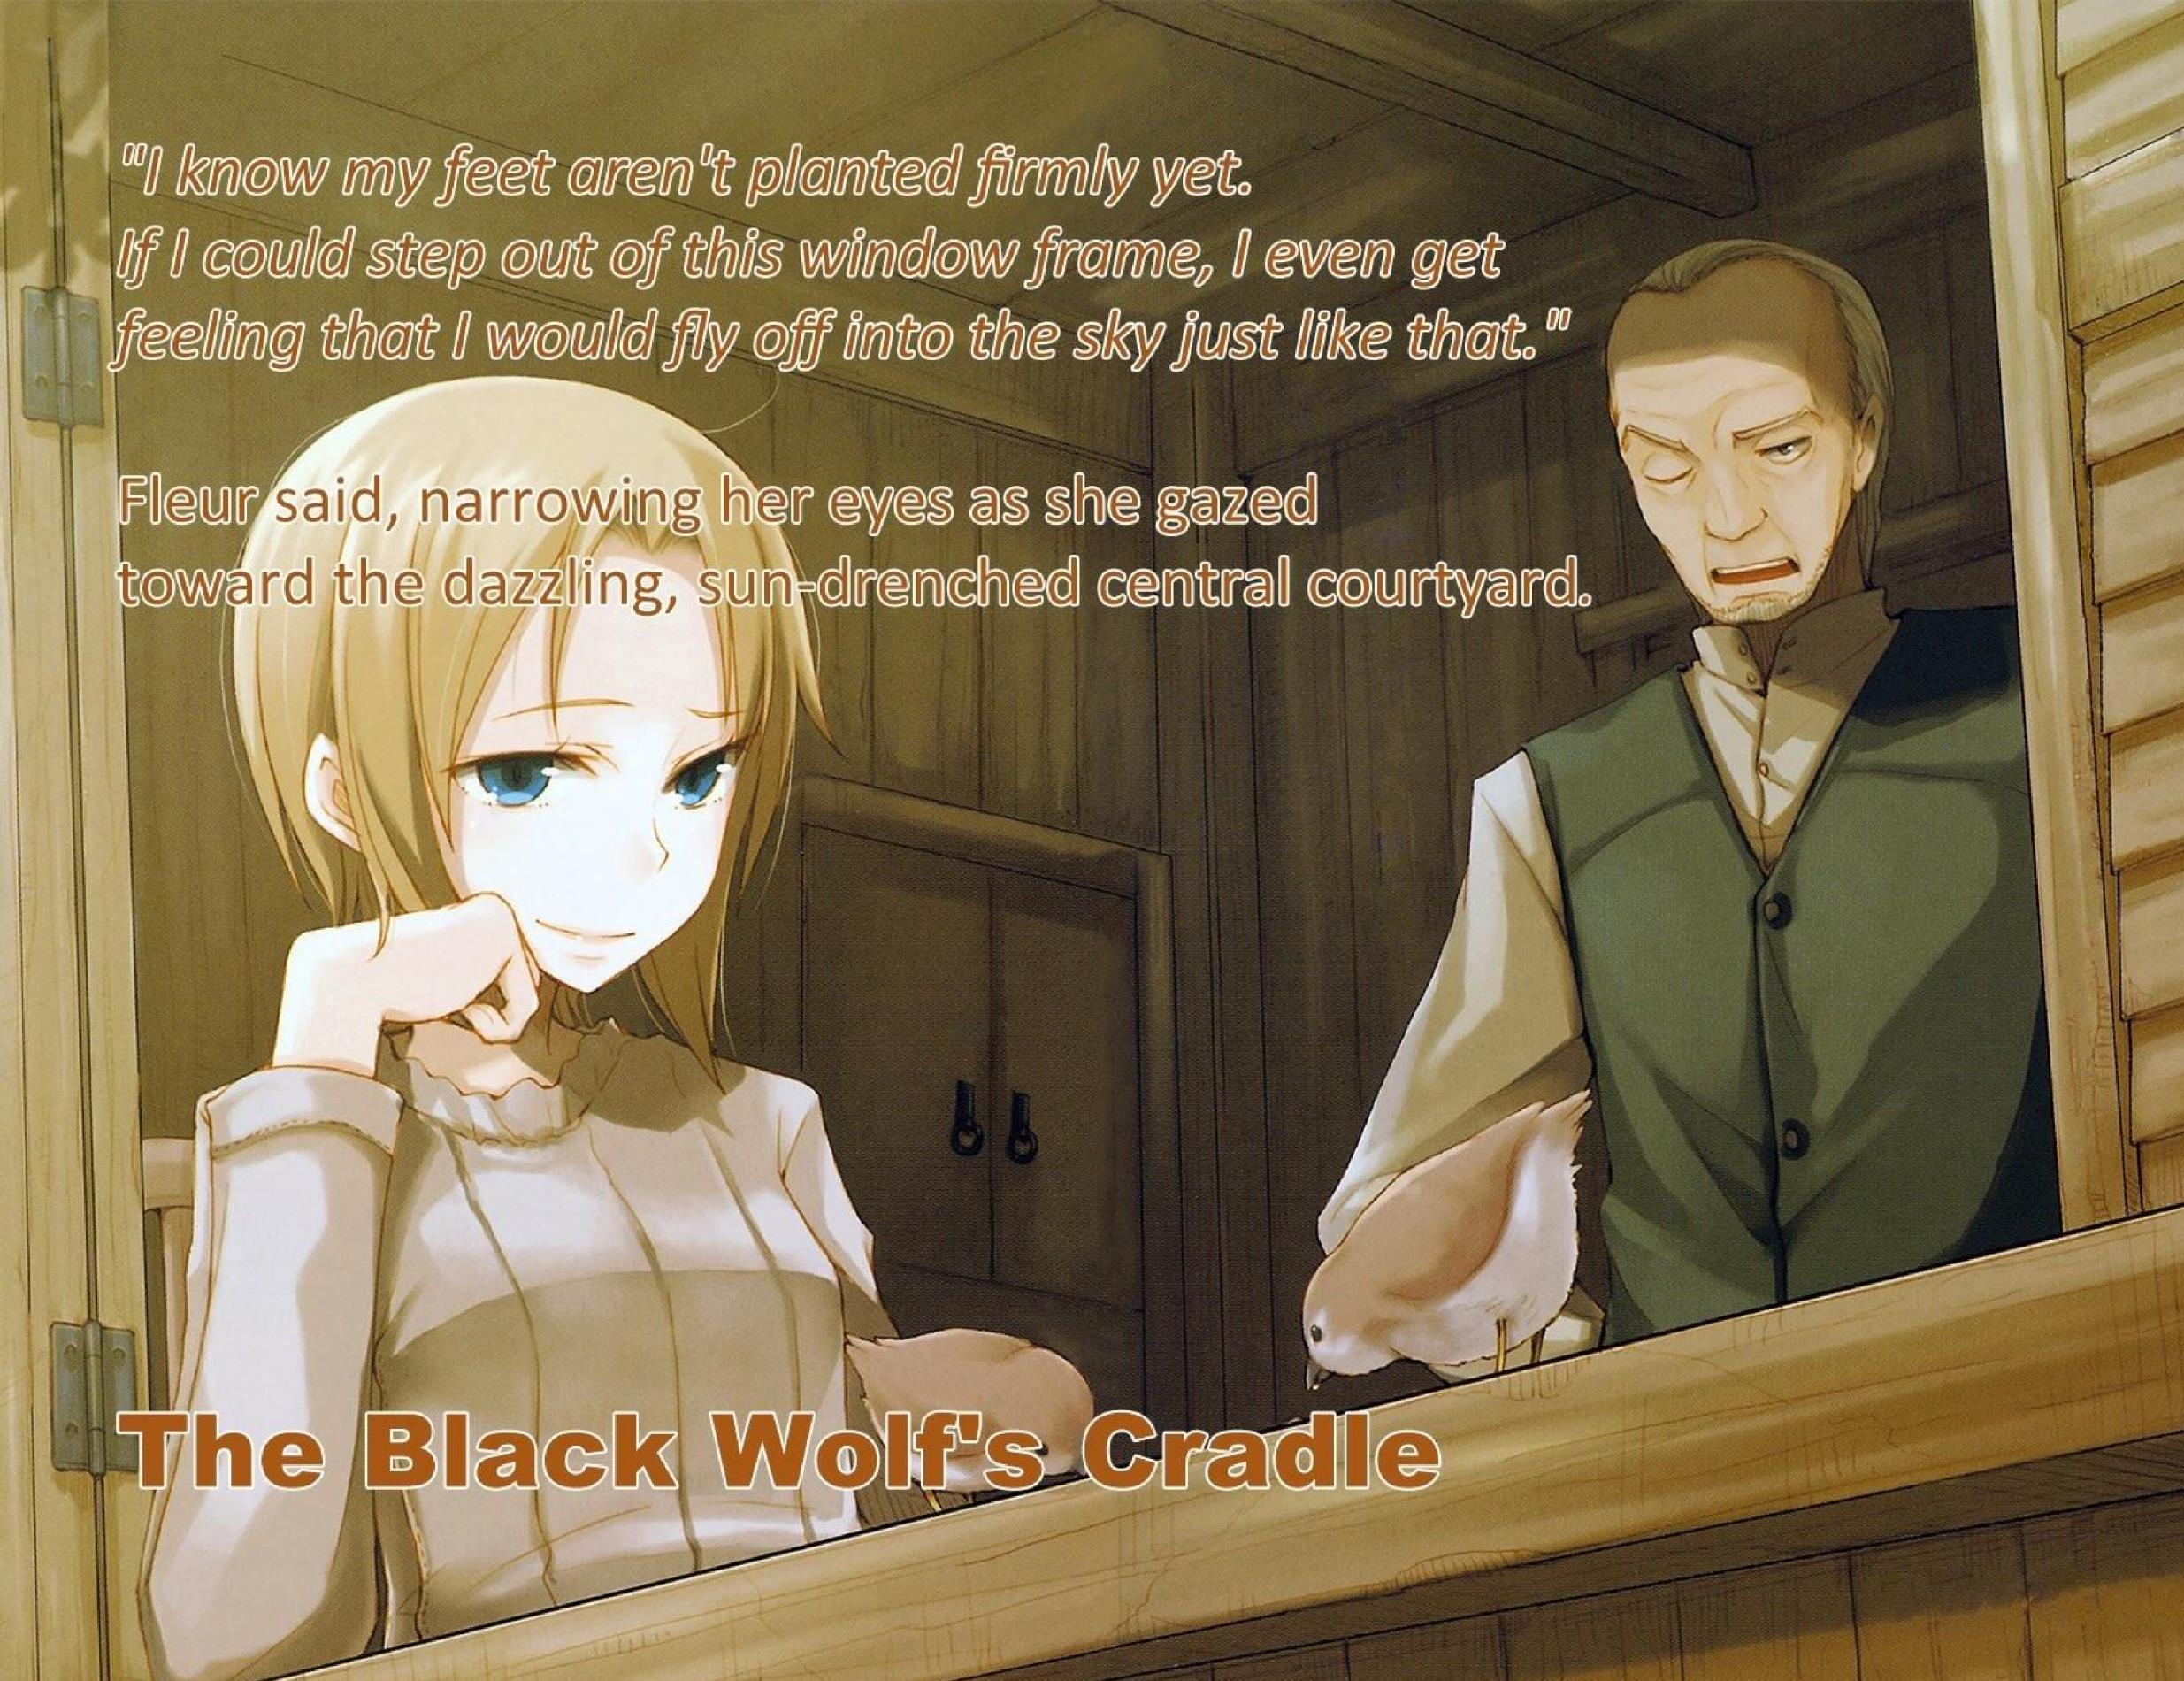 "I know my feet aren't planted firmly yet.
If I could step out of this window frame, I even get
feeling that I would fly off into the sky just like that."
Fleur said, narrowing her eyes as she gazed
toward the dazzling, sun-drenched central courtyard.
The Black Wolf's Cradle